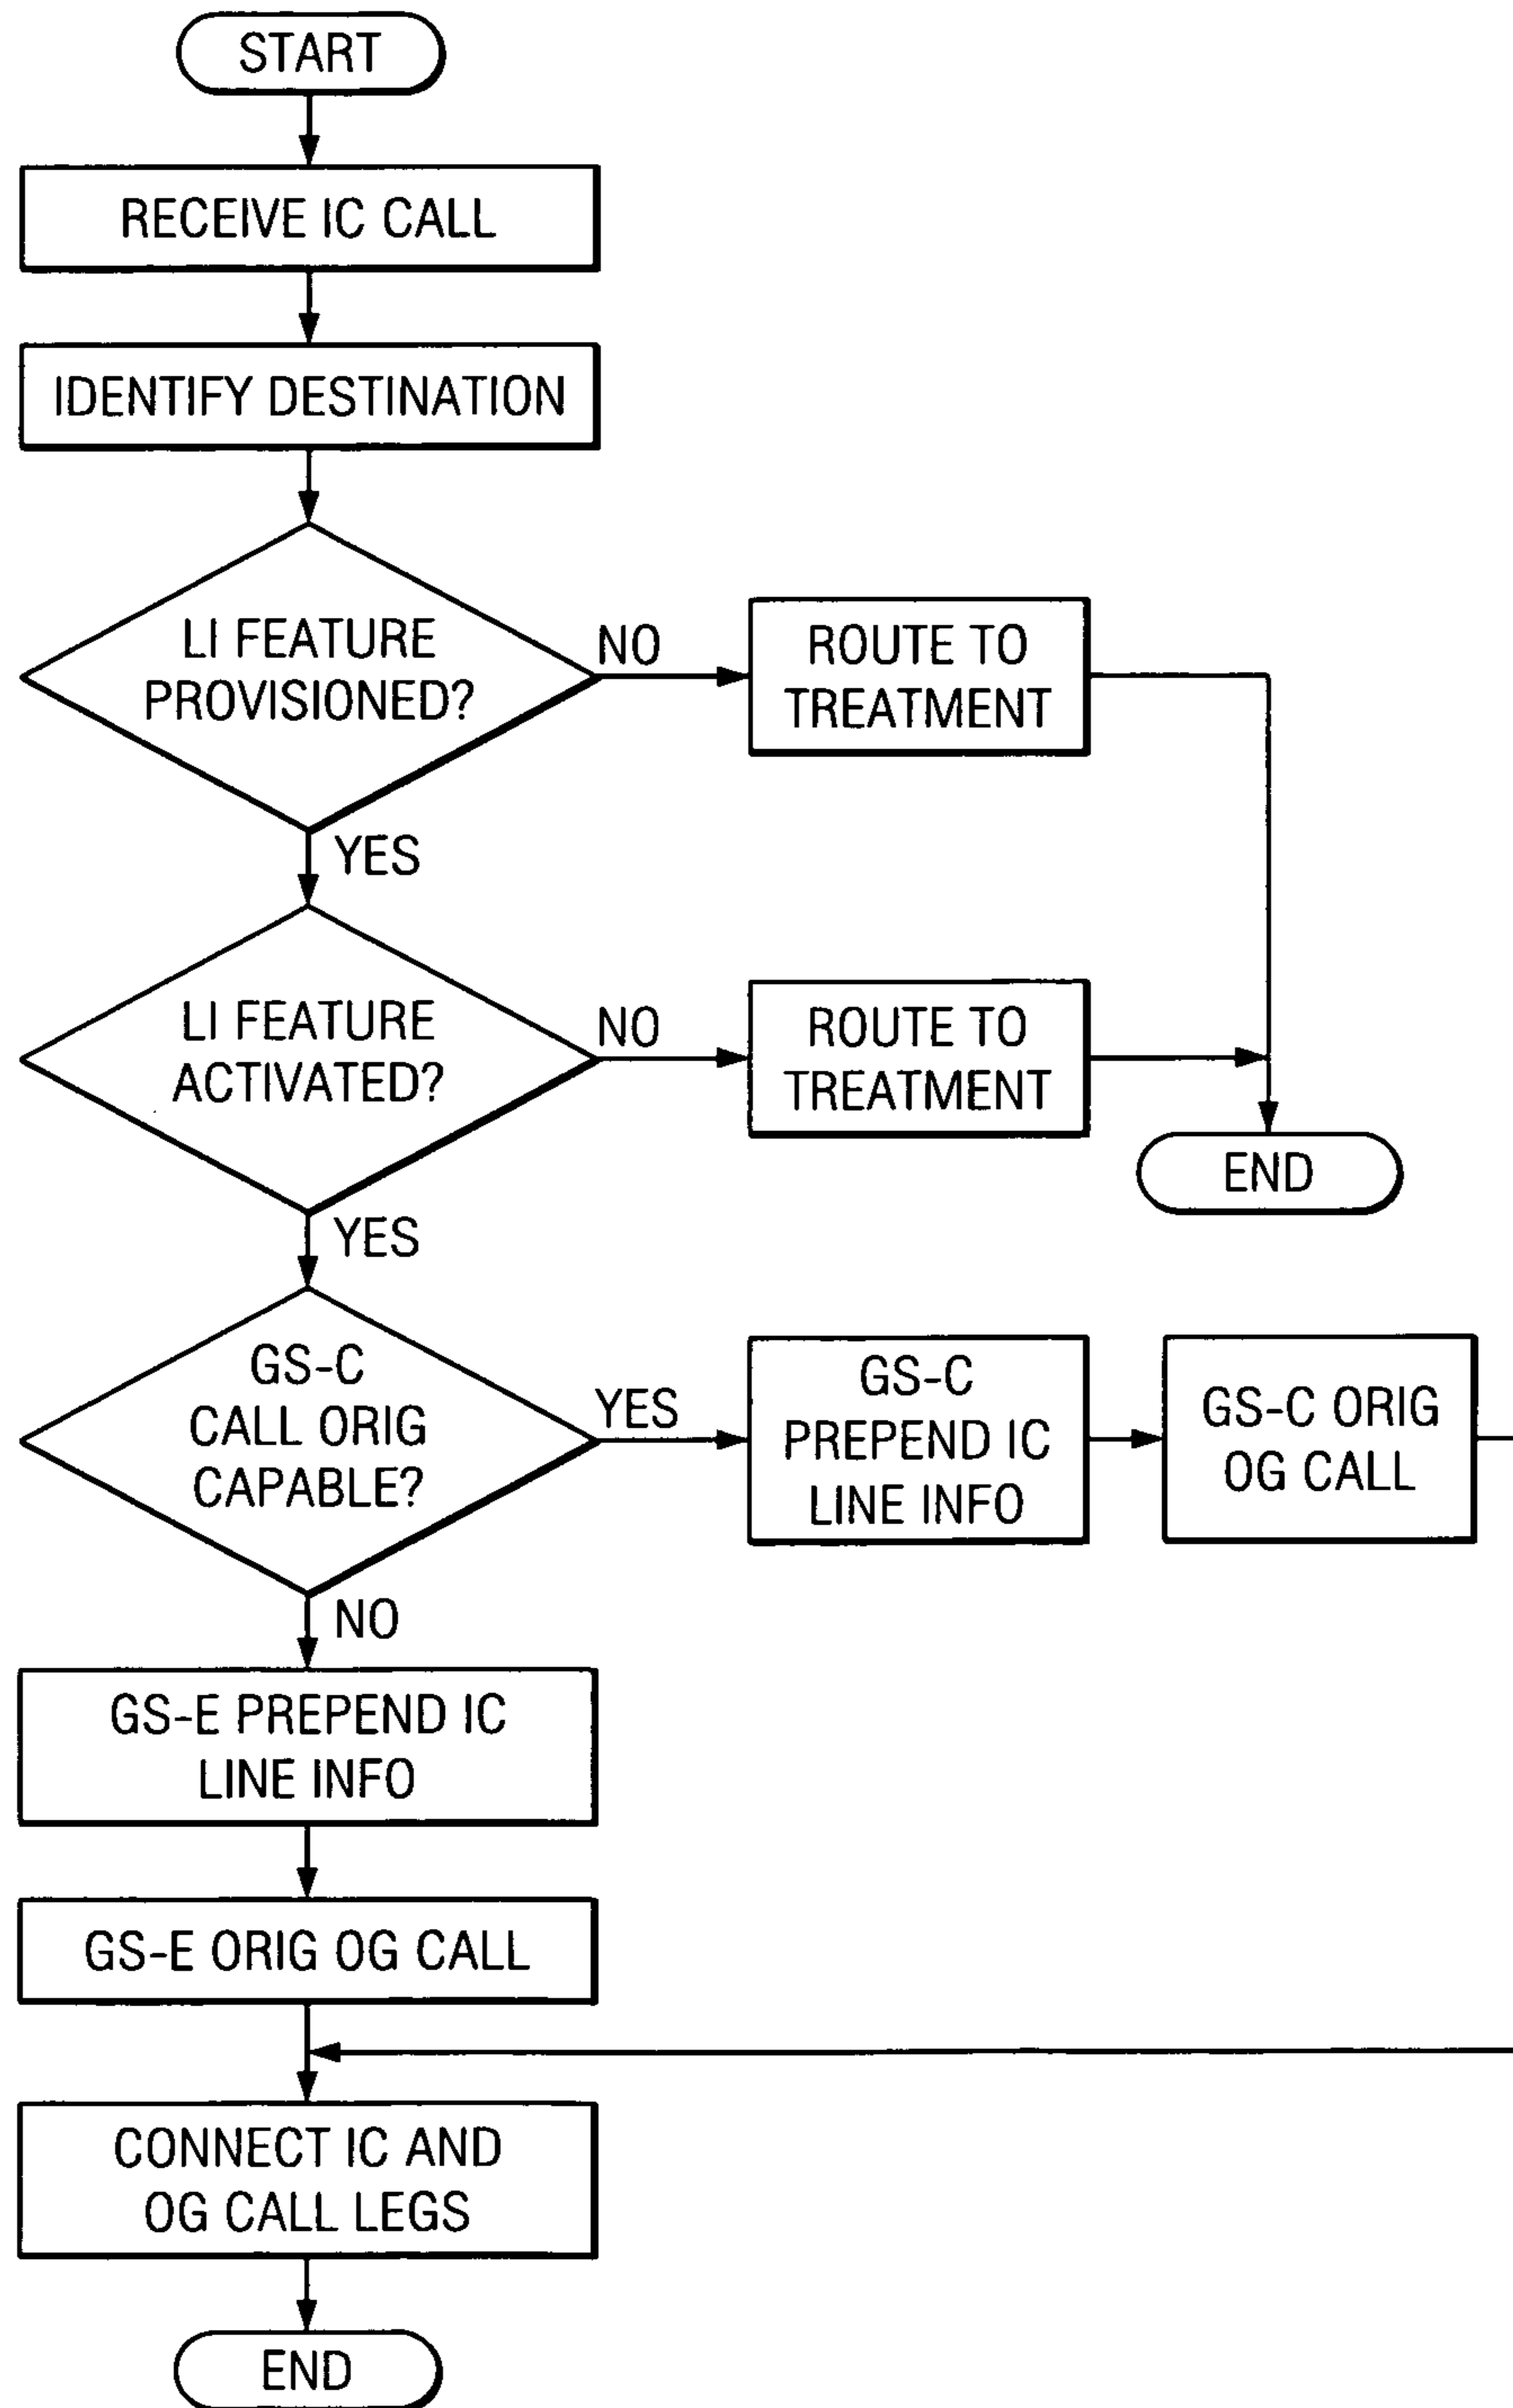 START
RECEIVE IC CALL
IDENTIFY DESTINATION
LI FEATURE
PROVISIONED?
NO
ROUTE TO
TREATMENT
YES
LI FEATURE
ACTIVATED?
NO
ROUTE TO
TREATMENT
END
YES
GS-C
CALL ORIG
CAPABLE?
YES
GS-C
PREPEND IC
LINE INFO
GS-C ORIG
OG CALL
NO
GS-E PREPEND IC
LINE INFO
GS-E ORIG OG CALL
CONNECT IC AND
OG CALL LEGS
END